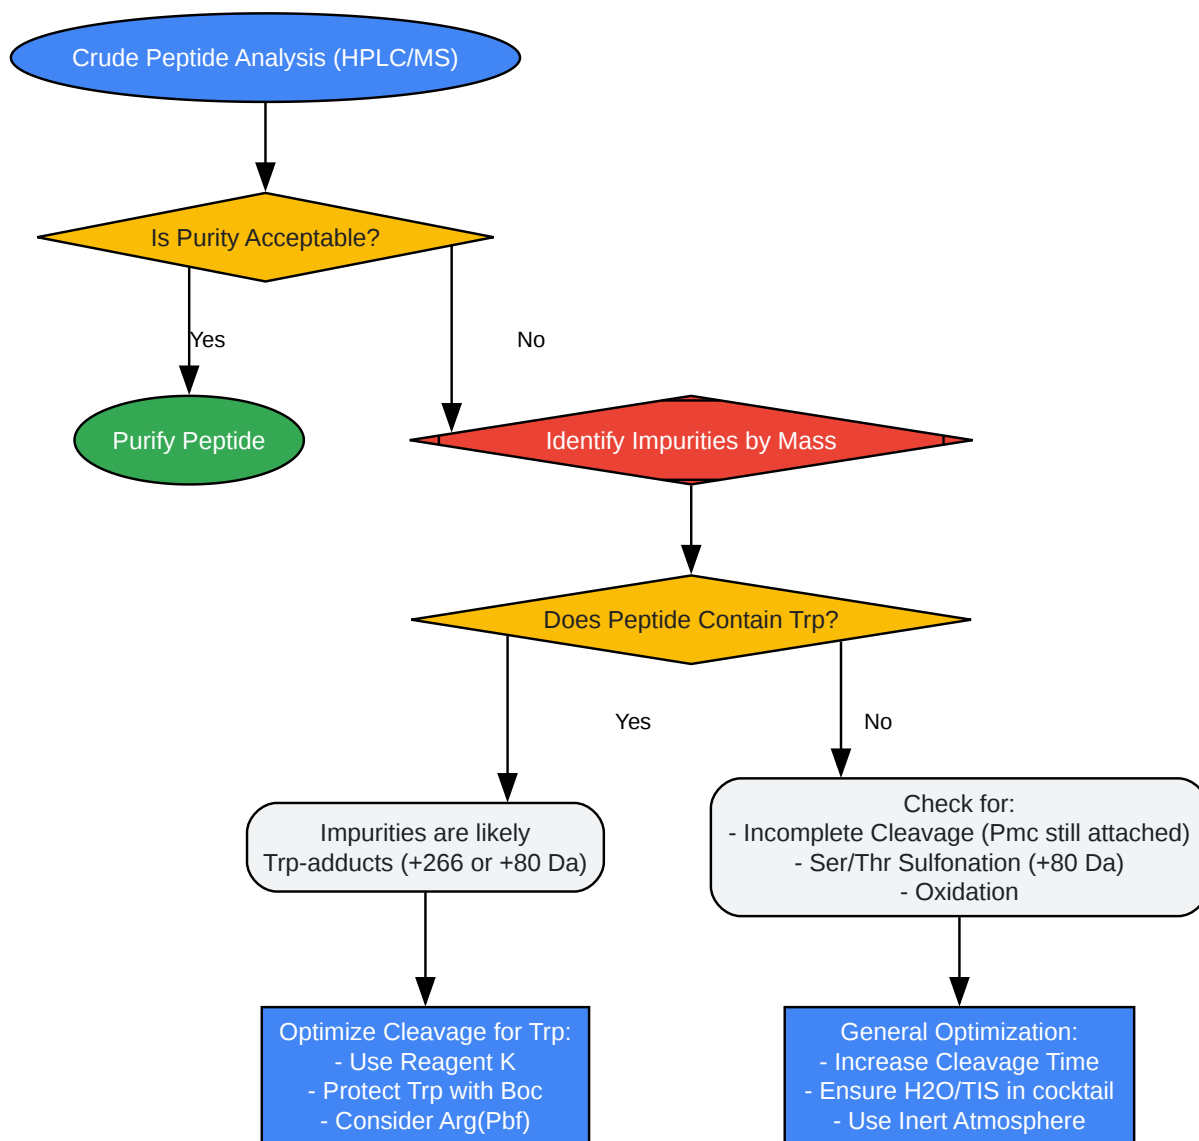 Crude Peptide Analysis (HPLC/MS)
Is Purity Acceptable?
Yes
No
Purify Peptide
Identify Impurities by Mass
Does Peptide Contain Trp?
Yes
No
Impurities are likely
Trp-adducts (+266 or +80 Da)
Check for:
- Incomplete Cleavage (Pmc still attached)
- Ser/Thr Sulfonation (+80 Da)
- Oxidation
Optimize Cleavage for Trp:
- Use Reagent K
- Protect Trp with Boc
- Consider Arg(Pbf)
General Optimization:
- Increase Cleavage Time
- Ensure H2O/TIS in cocktail
- Use Inert Atmosphere